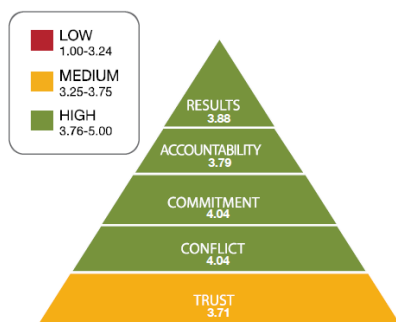 LOW
1.00-3.24
MEDIUM
3.25-3.75
HIGH
3.76-5.00
RESULTS
3.88
ACCOUNTABILITY
3.79
COMMITMENT
4.04
CONFLICT
4.04
TRUST
3.71